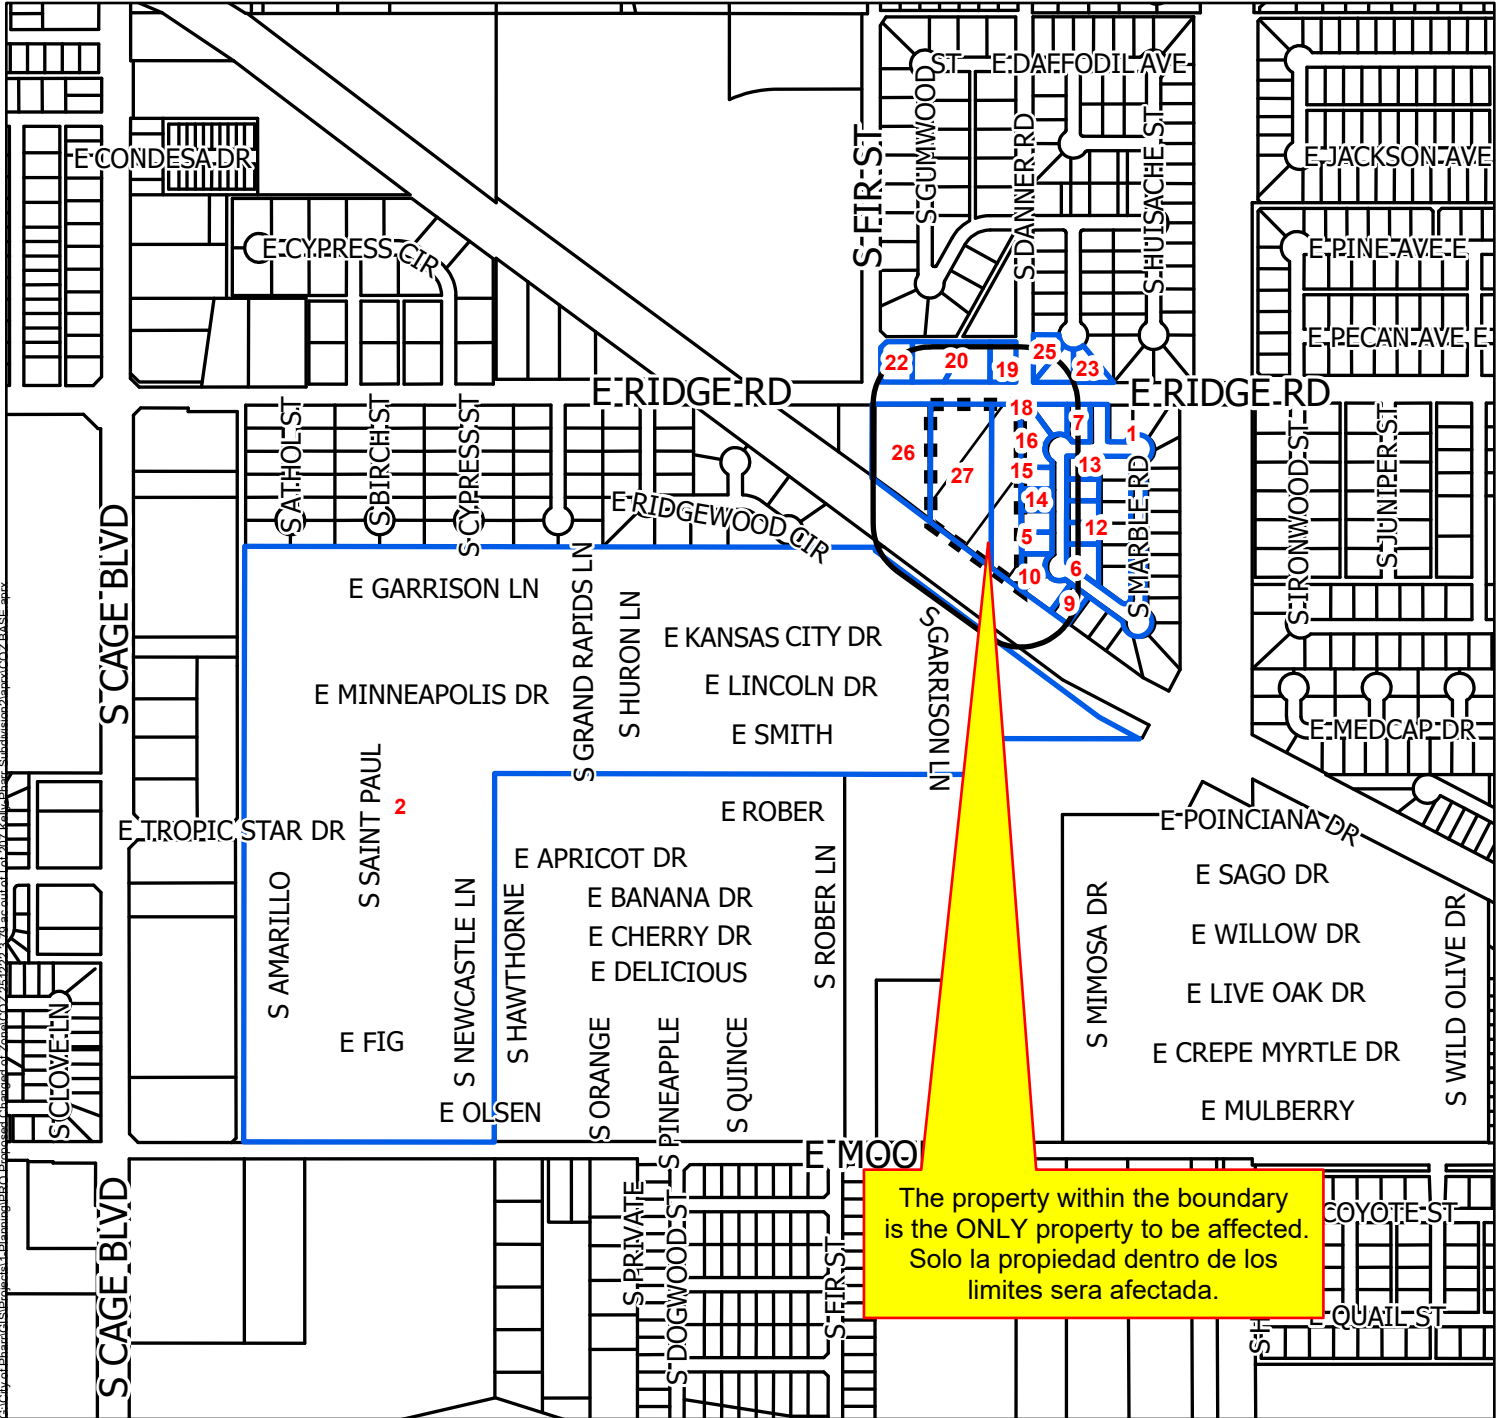 E DAFFODIL AVE
ST
S GUMWOOD
S DANNER RD
S HUISACHE ST
S FIR ST
E JACKSON AVE
E CONDESA DR
E CYPRESS CIR
E PINE AVE E
E PECAN AVE E
E RIDGE RD
E RIDGE RD
22
20
19
25
23
18
7
1
16
26
27
15
13
14
12
5
10
6
9
S ATHOL ST
S BIRCH ST
S CYPRESS ST
E RIDGEWOOD CIR
S MARBLE RD
S IRONWOOD ST
S JUNIPER ST
S CAGE BLVD
E GARRISON LN
S GRAND RAPIDS LN
S HURON LN
E KANSAS CITY DR
S GARRISON LN
E MINNEAPOLIS DR
E LINCOLN DR
E SMITH
E MEDCAP DR
S SAINT PAUL
2
E TROPIC STAR DR
E ROBER
E POINCIANA DR
E APRICOT DR
S ROBER LN
E SAGO DR
S AMARILLO
S NEWCASTLE LN
S HAWTHORNE
E BANANA DR
E CHERRY DR
E DELICIOUS
S MIMOSA DR
E WILLOW DR
S WILD OLIVE DR
E LIVE OAK DR
S CLOVE LN
E FIG
S ORANGE
S PINEAPPLE
S QUINCE
E CREPE MYRTLE DR
E OLSEN
E MULBERRY
E MOO
The property within the boundary
is the ONLY property to be affected.
Solo la propiedad dentro de los
limites sera afectada.
S CAGE BLVD
S PRIVATE
S DOGWOOD ST
S FIR ST
COYOTE ST
E QUAIL ST
S H